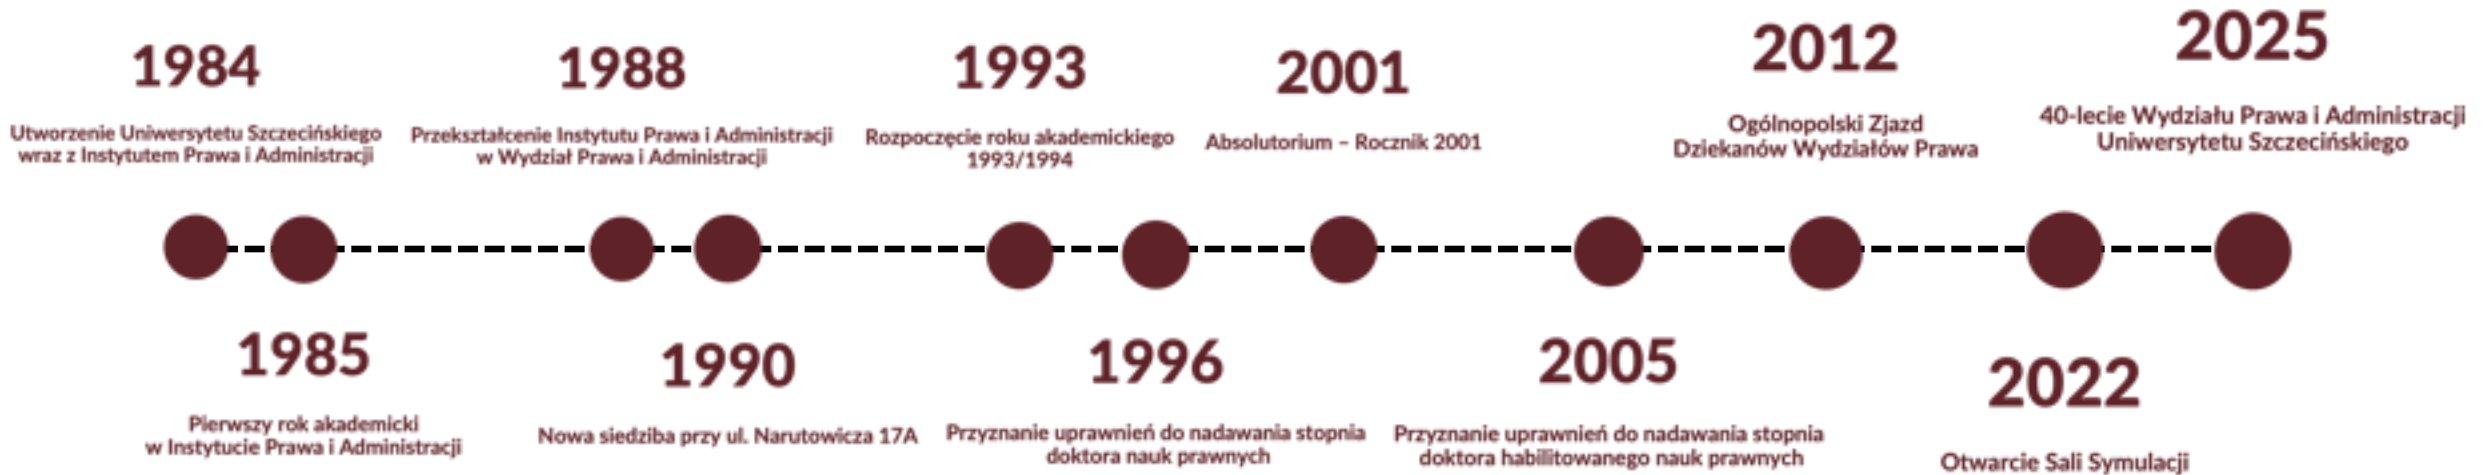 1984
Utworzenie Uniwersytetu Szczecińskiego
wraz z Instytutem Prawa i Administracji
1985
Pierwszy rok akademicki
w Instytucie Prawa i Administracji
1988
Przekształcenie Instytutu Prawa i Administracji
w Wydział Prawa i Administracji
1990
Nowa siedziba przy ul. Narutowicza 17A
1993
Rozpoczęcie roku akademickiego
1993/1994
1996
Przyznanie uprawnień do nadawania stopnia
doktora nauk prawnych
2001
Absolutorium – Rocznik 2001
2005
Przyznanie uprawnień do nadawania stopnia
doktora habilitowanego nauk prawnych
2012
Ogólnopolski Zjazd
Dziekanów Wydziałów Prawa
2022
Otwarcie Sali Symulacji
2025
40-lecie Wydziału Prawa i Administracji
Uniwersytetu Szczecińskiego